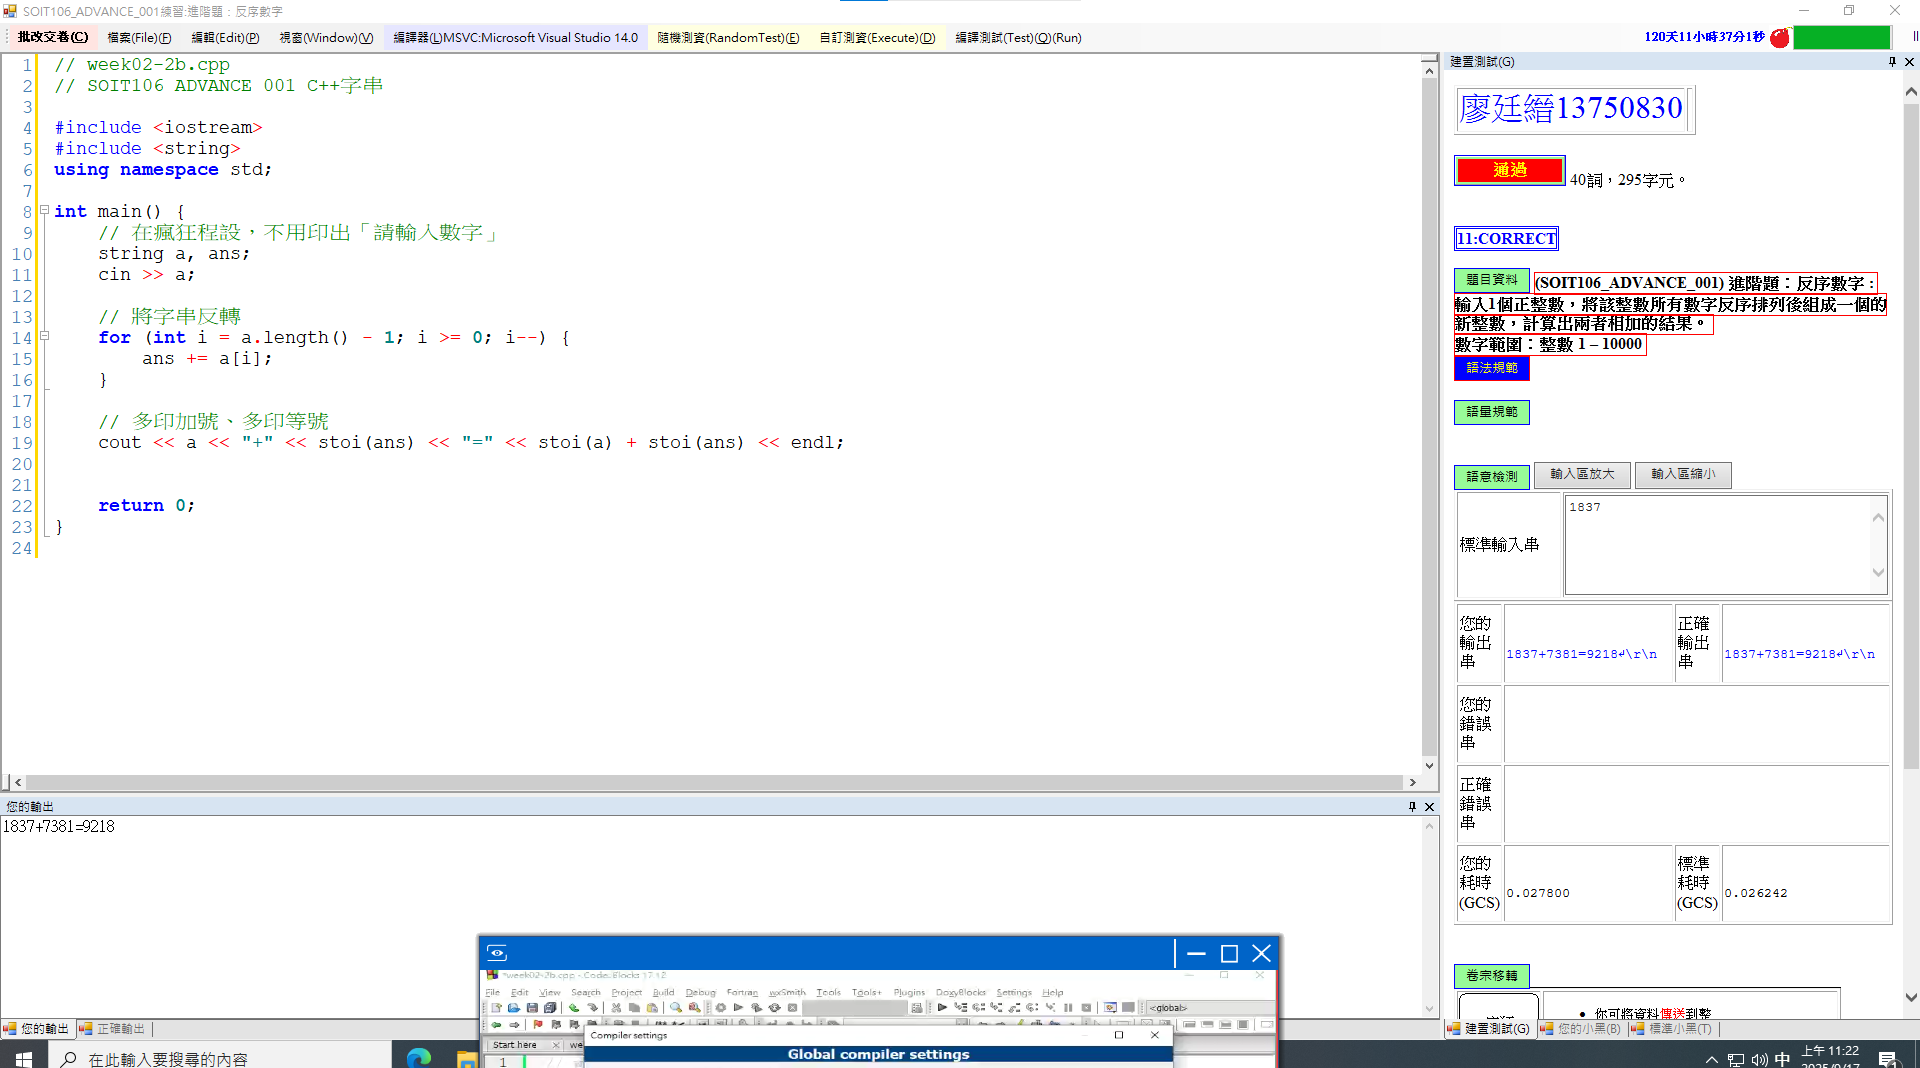 SOIT106_ADVANCE_001練習:進階題：反序數字
批改交卷(C) 檔案(File)(F) 編輯(Edit)(P) 視窗(Window)(V) 編譯器(L)MSVC:Microsoft Visual Studio 14.0 隨機測資(RandomTest)(E) 自訂測資(Execute)(D) 編譯測試(Test)(Q)(Run) 120天11小時37分1秒
1 // week02-2b.cpp
2 // SOIT106 ADVANCE 001 C++字串
3
4 #include <iostream>
5 #include <string>
6 using namespace std;
7
8 int main() {
9 // 在瘋狂程設，不用印出「請輸入數字」
10 string a, ans;
11 cin >> a;
12
13 // 將字串反轉
14 for (int i = a.length() - 1; i >= 0; i--) {
15 ans += a[i];
16 }
17
18 // 多印加號、多印等號
19 cout << a << "+" << stoi(ans) << "=" << stoi(a) + stoi(ans) << endl;
20
21
22 return 0;
23 }
24
您的輸出
1837+7381=9218
您的輸出 正確輸出
建置測試(G)
廖廷縉13750830
通過 40詞，295字元。
11:CORRECT
題目資料 (SOIT106_ADVANCE_001) 進階題：反序數字：
輸入1個正整數，將該整數所有數字反序排列後組成一個的
新整數，計算出兩者相加的結果。
數字範圍：整數 1 – 10000
語法規範
語量規範
語意檢測 輸入區放大 輸入區縮小
標準輸入串 1837
您的輸出串 1837+7381=9218↲\r\n 正確輸出串 1837+7381=9218↲\r\n
您的錯誤串
正確錯誤串
您的耗時(GCS) 0.027800 標準耗時(GCS) 0.026242
卷宗移轉
你可將資料傳送到整
建置測試(G) 您的小黑(B) 標準小黑(T)
*week02-2b.cpp - Code::Blocks 17.12
File Edit View Search Project Build Debug Fortran wxSmith Tools Tools+ Plugins DoxyBlocks Settings Help
<global>
Start here
Compiler settings
Global compiler settings
1 //
在此輸入要搜尋的內容
中 上午 11:22
2025/9/17